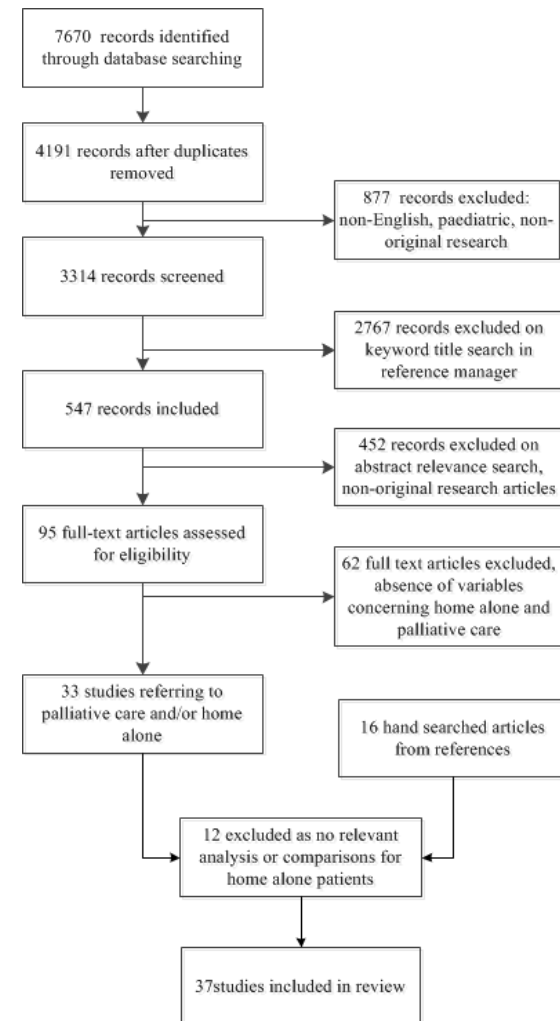 7670 records identified
through database searching
4191 records after duplicates
removed
877 records excluded:
non-English, paediatric, non-
original research
3314 records screened
2767 records excluded on
keyword title search in
reference manager
547 records included
452 records excluded on
abstract relevance search,
non-original research articles
95 full-text articles assessed
for eligibility
62 full text articles excluded,
absence of variables
concerning home alone and
palliative care
33 studies referring to
palliative care and/or home
alone
16 hand searched articles
from references
12 excluded as no relevant
analysis or comparisons for
home alone patients
37studies included in review